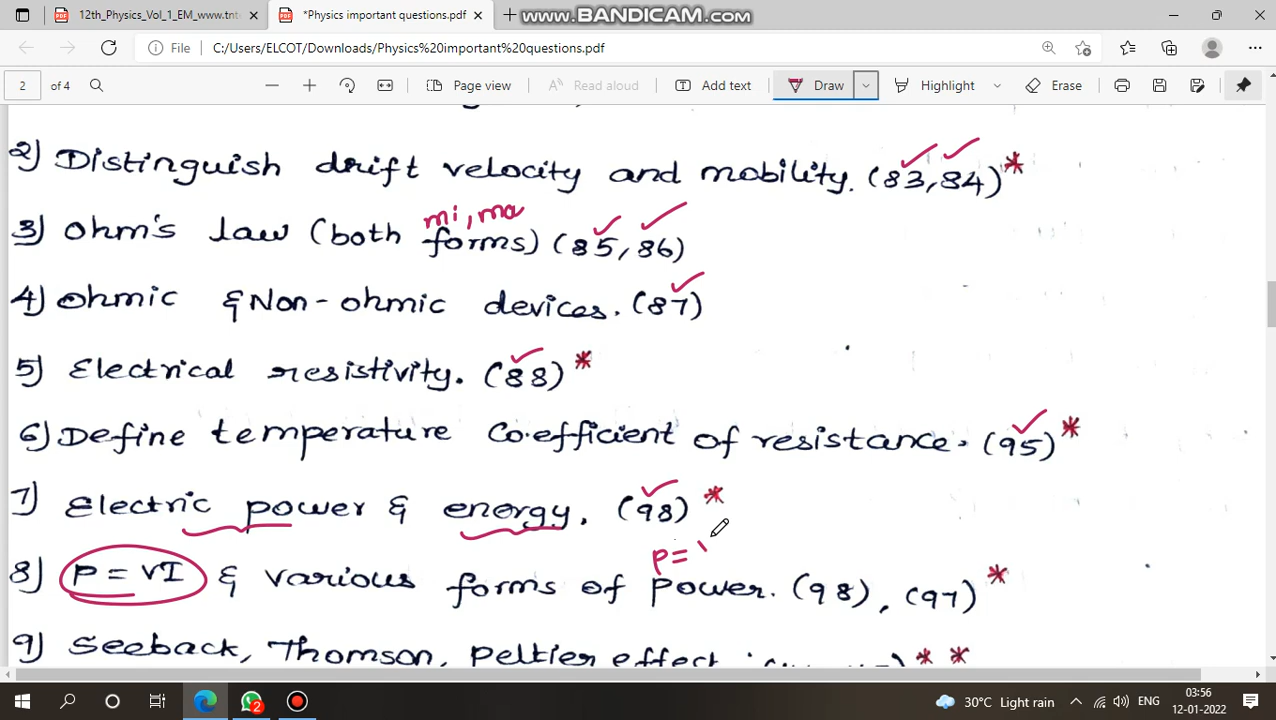 12th_Physics_Vol_1_EM_www.tnt
*Physics important questions.pdf
WWW.BANDICAM.COM
File C:/Users/ELCOT/Downloads/Physics%20important%20questions.pdf
2 of 4 Page view Read aloud Add text Draw Highlight Erase
2) Distinguish drift velocity and mobility. (83,84)*
mi, ma
3) Ohm's law (both forms) (85,86)
4) Ohmic & Non-ohmic devices. (87)
5) Electrical resistivity. (88)*
6) Define temperature Co.efficient of resistance. (95)*
7) Electric power & energy. (98)*
P=
8) P = VI & various forms of power. (98), (97)*
9) Seeback, Thomson, Peltier effect * *
2
30°C Light rain ENG 03:56
12-01-2022